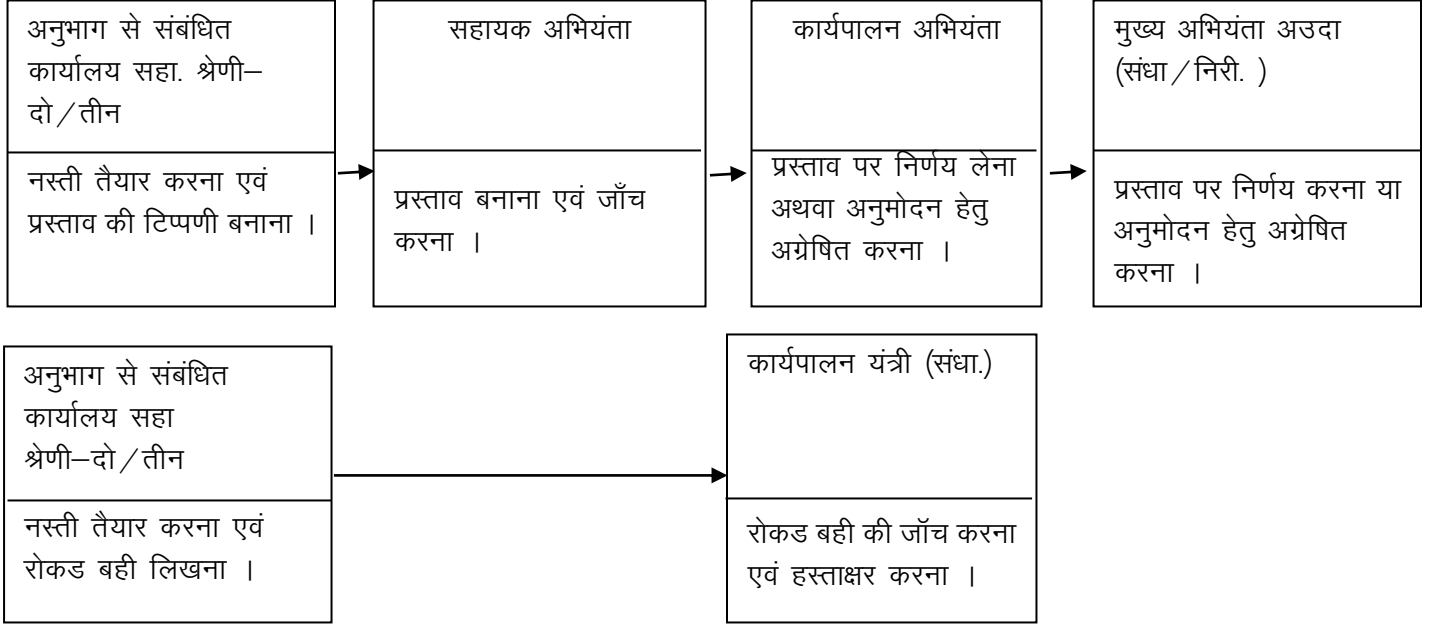 अनुभाग से संबंधित
कार्यालय सहा. श्रेणी–
दो/तीन
नस्ती तैयार करना एवं
प्रस्ताव की टिप्पणी बनाना ।
सहायक अभियंता
प्रस्ताव बनाना एवं जाँच
करना ।
कार्यपालन अभियंता
प्रस्ताव पर निर्णय लेना
अथवा अनुमोदन हेतु
अग्रेषित करना ।
मुख्य अभियंता अउदा
(संधा/निरी. )
प्रस्ताव पर निर्णय करना या
अनुमोदन हेतु अग्रेषित
करना ।
अनुभाग से संबंधित
कार्यालय सहा
श्रेणी–दो/तीन
नस्ती तैयार करना एवं
रोकड बही लिखना ।
कार्यपालन यंत्री (संधा.)
रोकड बही की जॉच करना
एवं हस्ताक्षर करना ।